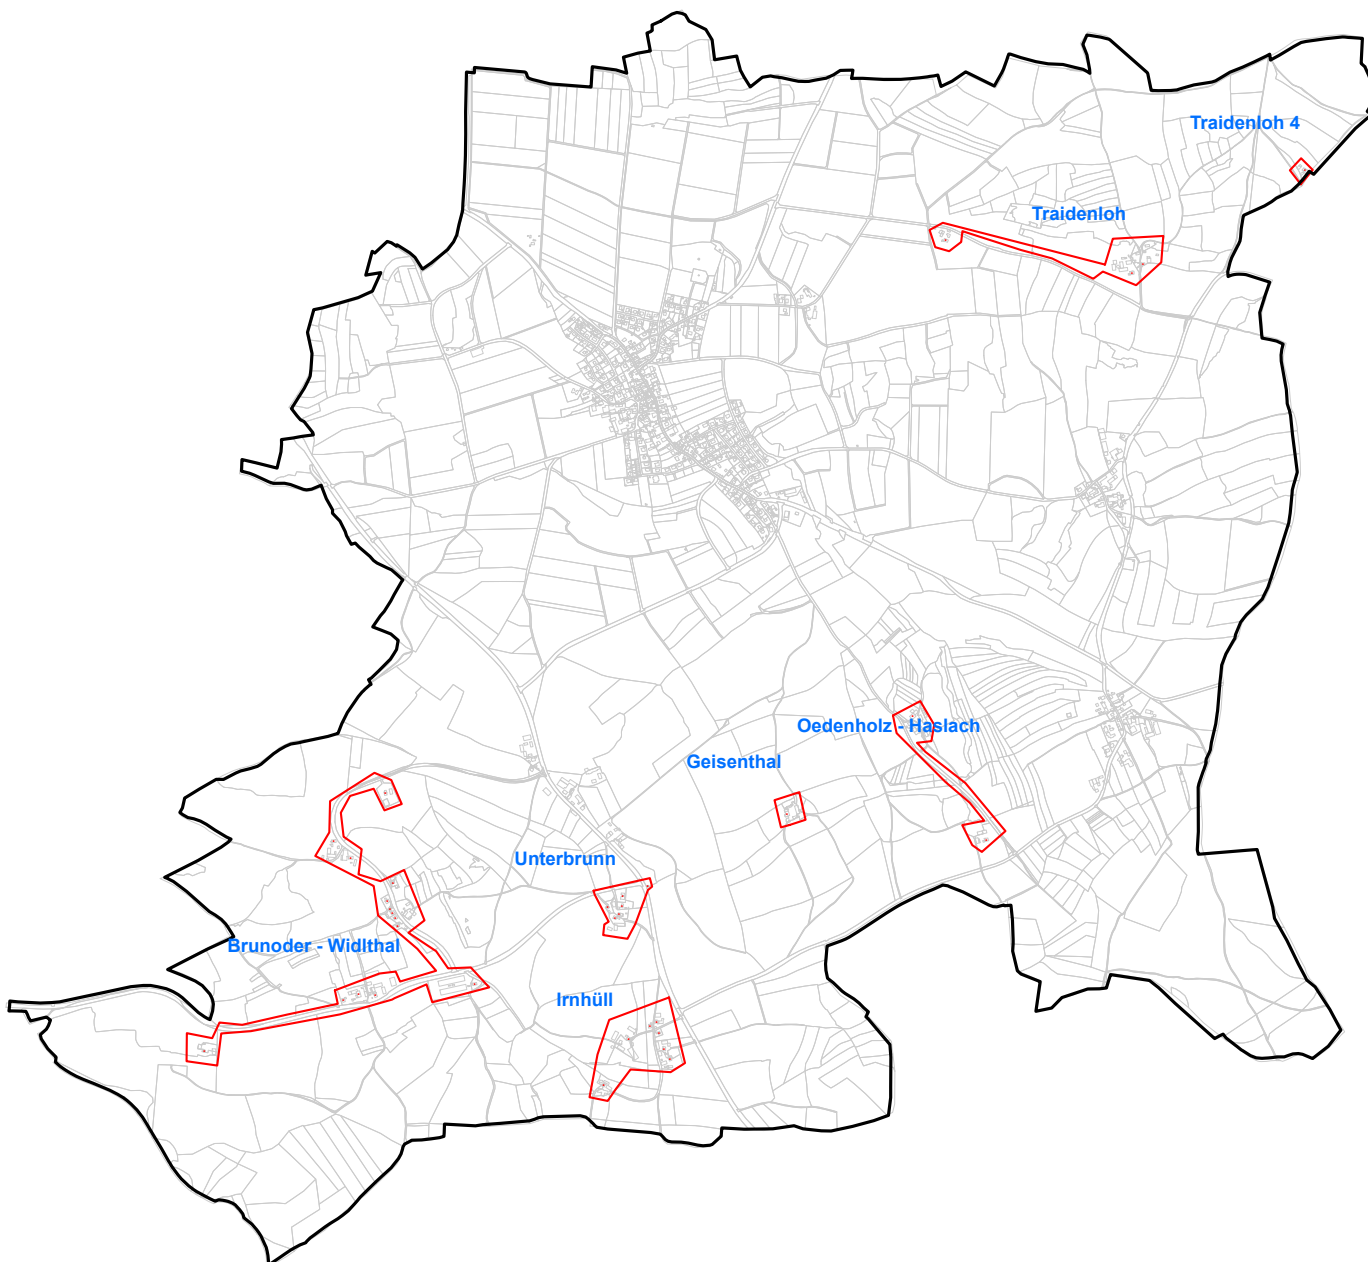 Traidenloh 4
Traidenloh
Oedenholz - Haslach
Geisenthal
Unterbrunn
Brunoder - Widlthal
Irnhüll